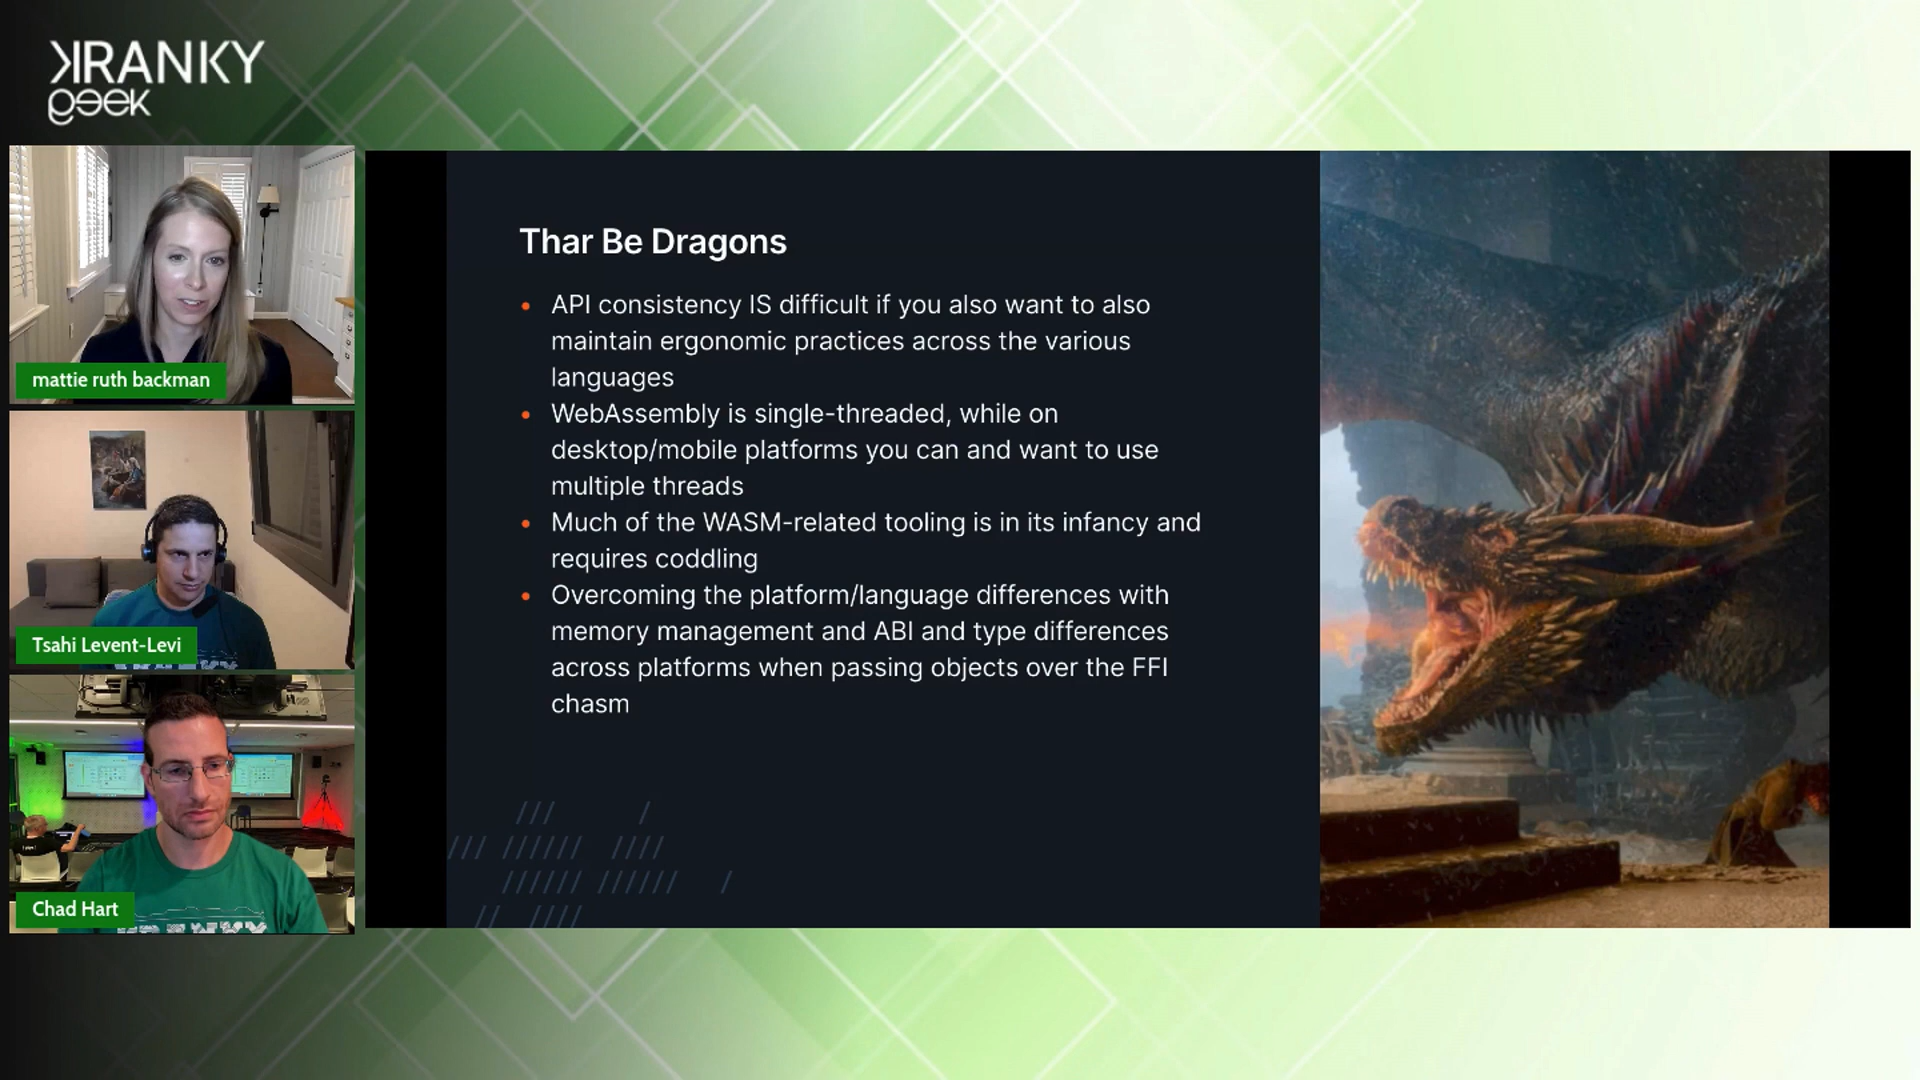 KRANKY
geek
mattie ruth backman
Tsahi Levent-Levi
Chad Hart
Thar Be Dragons
• API consistency IS difficult if you also want to also
maintain ergonomic practices across the various
languages
• WebAssembly is single-threaded, while on
desktop/mobile platforms you can and want to use
multiple threads
• Much of the WASM-related tooling is in its infancy and
requires coddling
• Overcoming the platform/language differences with
memory management and ABI and type differences
across platforms when passing objects over the FFI
chasm